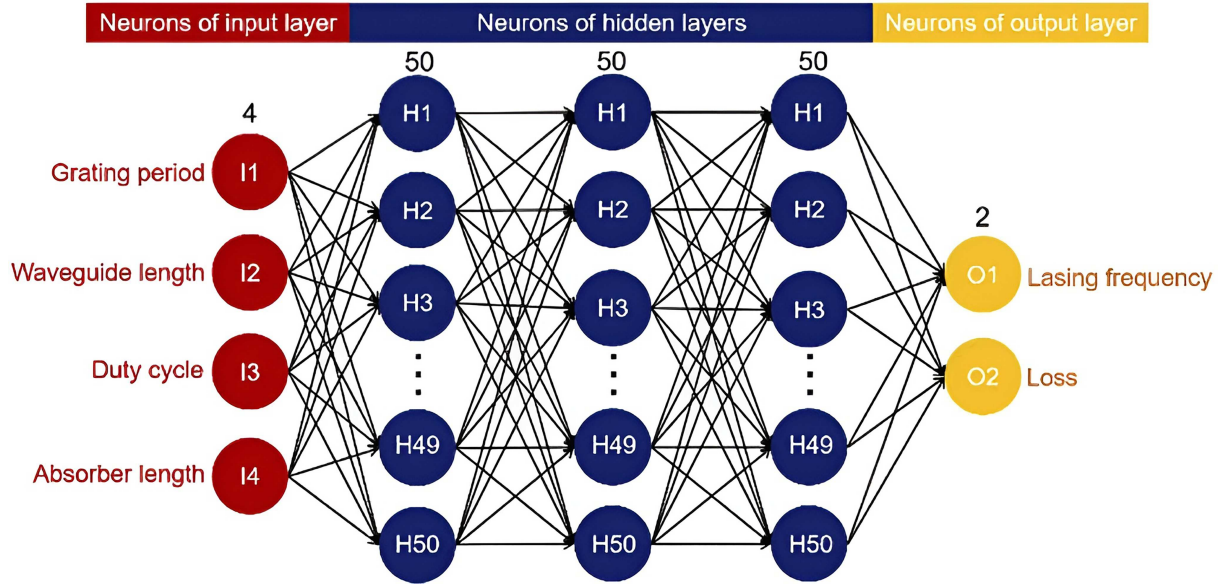 Neurons of input layer
Neurons of hidden layers
Neurons of output layer
4
50
50
50
2
Grating period
Waveguide length
Duty cycle
Absorber length
I1
I2
I3
I4
H1
H2
H3
H49
H50
H1
H2
H3
H49
H50
H1
H2
H3
H49
H50
O1
O2
Lasing frequency
Loss